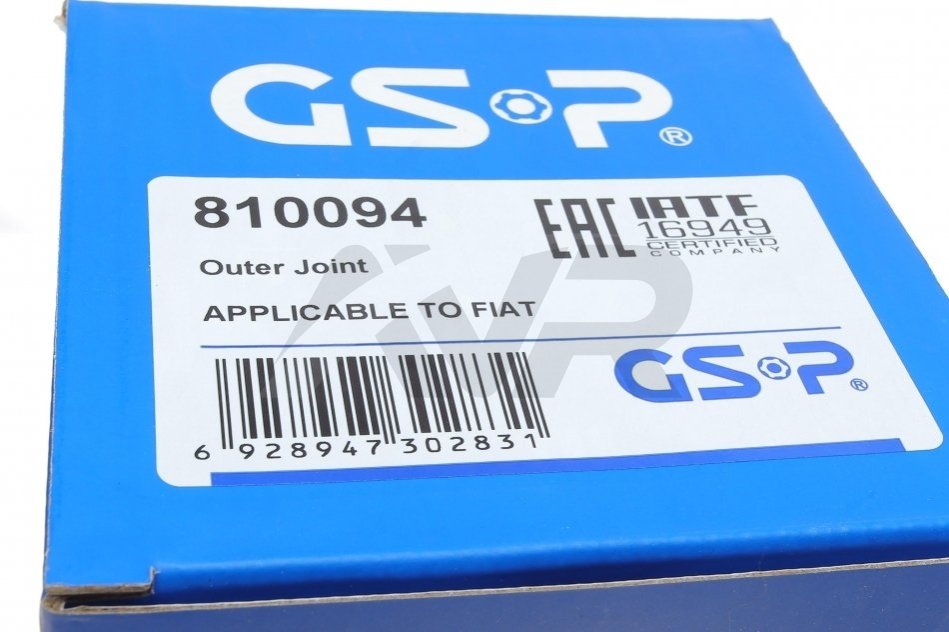 GSP®
810094
EAC
IATF
16949
CERTIFIED
COMPANY
Outer Joint
APPLICABLE TO FIAT
GSP®
6 928947 302831